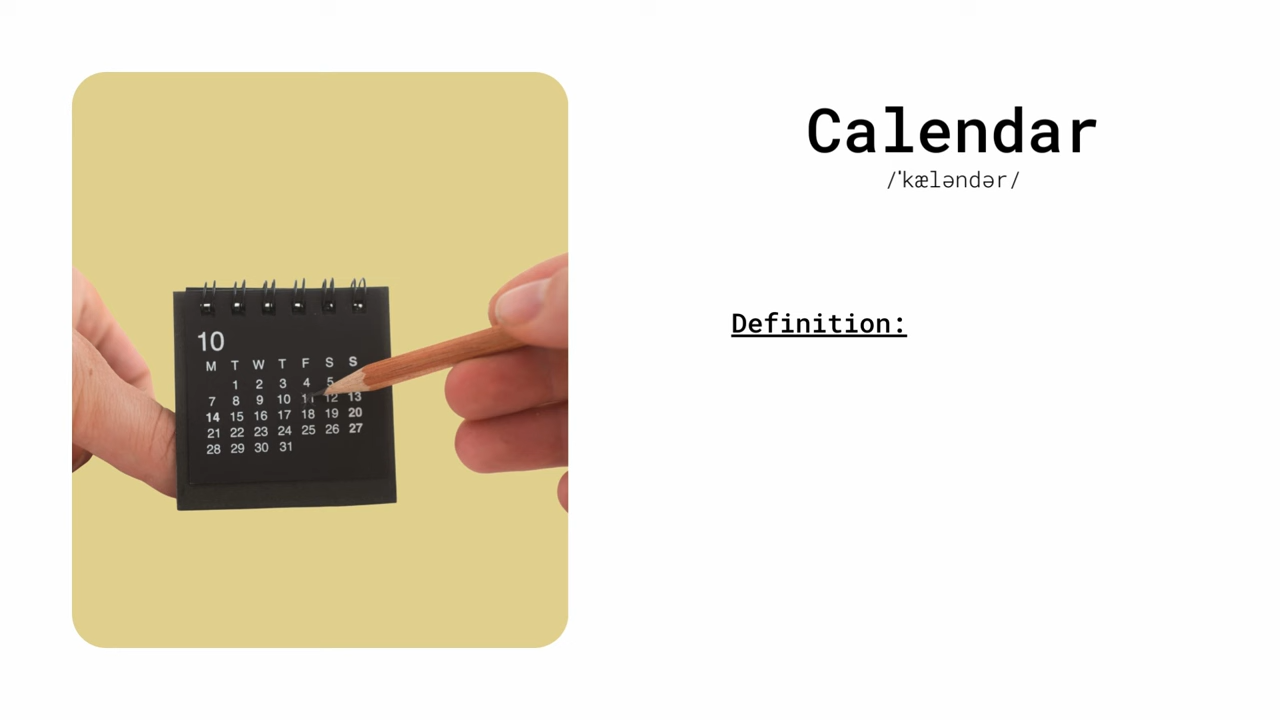 Calendar
/ˈkæləndər/
Definition:
10
M T W T F S S
1 2 3 4 5
7 8 9 10 11 12 13
14 15 16 17 18 19 20
21 22 23 24 25 26 27
28 29 30 31